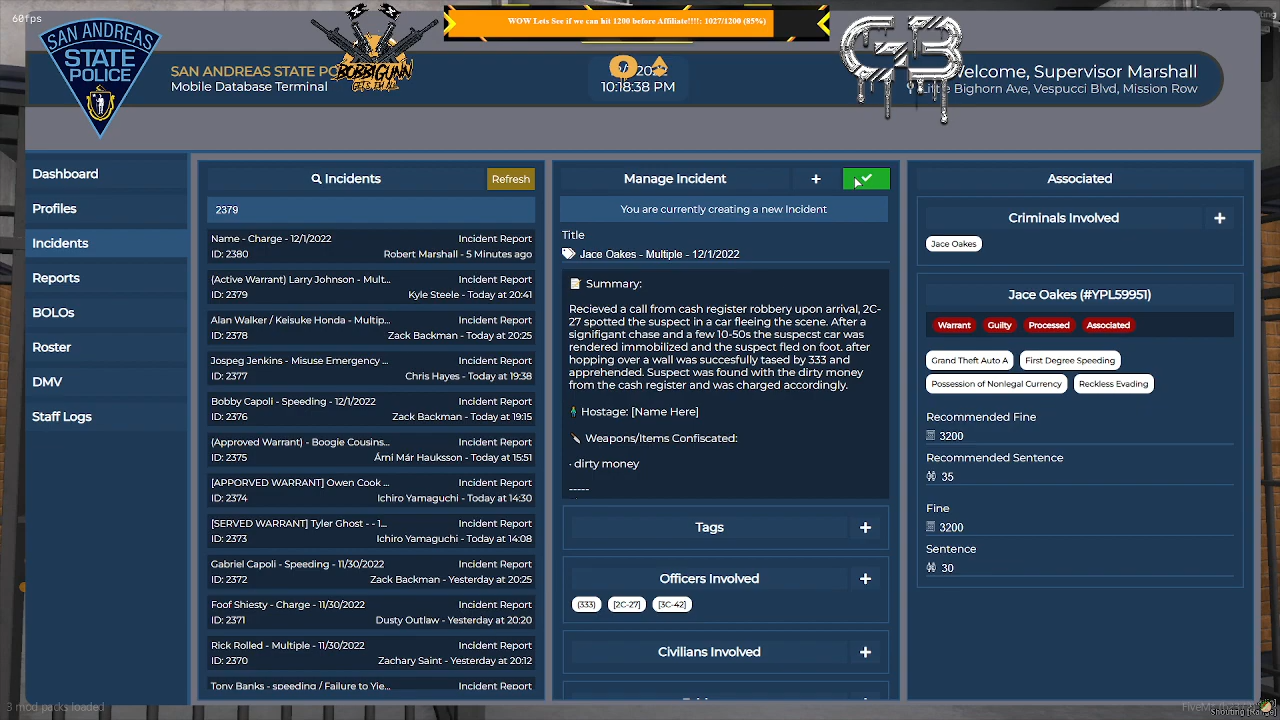 60fps
WOW Lets See if we can hit 1200 before Affiliate!!!!: 1027/1200 (85%)
SAN ANDREAS
STATE
POLICE
SAN ANDREAS STATE PO
Mobile Database Terminal
BOBBIGUNN
10:18:38 PM
GB
Welcome, Supervisor Marshall
Little Bighorn Ave, Vespucci Blvd, Mission Row
Dashboard
Profiles
Incidents
Reports
BOLOs
Roster
DMV
Staff Logs
Incidents
Refresh
2379
Name - Charge - 12/1/2022 Incident Report
ID: 2380 Robert Marshall - 5 Minutes ago
(Active Warrant) Larry Johnson - Mult... Incident Report
ID: 2379 Kyle Steele - Today at 20:41
Alan Walker / Keisuke Honda - Multip... Incident Report
ID: 2378 Zack Backman - Today at 20:25
Jospeg Jenkins - Misuse Emergency ... Incident Report
ID: 2377 Chris Hayes - Today at 19:38
Bobby Capoli - Speeding - 12/1/2022 Incident Report
ID: 2376 Zack Backman - Today at 19:15
(Approved Warrant) - Boogie Cousins... Incident Report
ID: 2375 Árni Már Hauksson - Today at 15:51
[APPORVED WARRANT] Owen Cook ... Incident Report
ID: 2374 Ichiro Yamaguchi - Today at 14:30
[SERVED WARRANT] Tyler Ghost - - 1... Incident Report
ID: 2373 Ichiro Yamaguchi - Today at 14:08
Gabriel Capoli - Speeding - 11/30/2022 Incident Report
ID: 2372 Zack Backman - Yesterday at 20:25
Foof Shiesty - Charge - 11/30/2022 Incident Report
ID: 2371 Dusty Outlaw - Yesterday at 20:20
Rick Rolled - Multiple - 11/30/2022 Incident Report
ID: 2370 Zachary Saint - Yesterday at 20:12
Tony Banks - speeding / Failure to Yie... Incident Report
Manage Incident
+
You are currently creating a new Incident
Title
Jace Oakes - Multiple - 12/1/2022
Summary:
Recieved a call from cash register robbery upon arrival, 2C-
27 spotted the suspect in a car fleeing the scene. After a
signifigant chase and a few 10-50s the suspecst car was
rendered immobilized and the suspect fled on foot. after
hopping over a wall was succesfully tased by 333 and
apprehended. Suspect was found with the dirty money
from the cash register and was charged accordingly.
Hostage: [Name Here]
Weapons/Items Confiscated:
· dirty money
-----
Tags +
Officers Involved +
(333) [2C-27] [3C-42]
Civilians Involved +
Associated
Criminals Involved +
Jace Oakes
Jace Oakes (#YPL59951)
Warrant Guilty Processed Associated
Grand Theft Auto A First Degree Speeding
Possession of Nonlegal Currency Reckless Evading
Recommended Fine
3200
Recommended Sentence
35
Fine
3200
Sentence
30
3 mod packs loaded